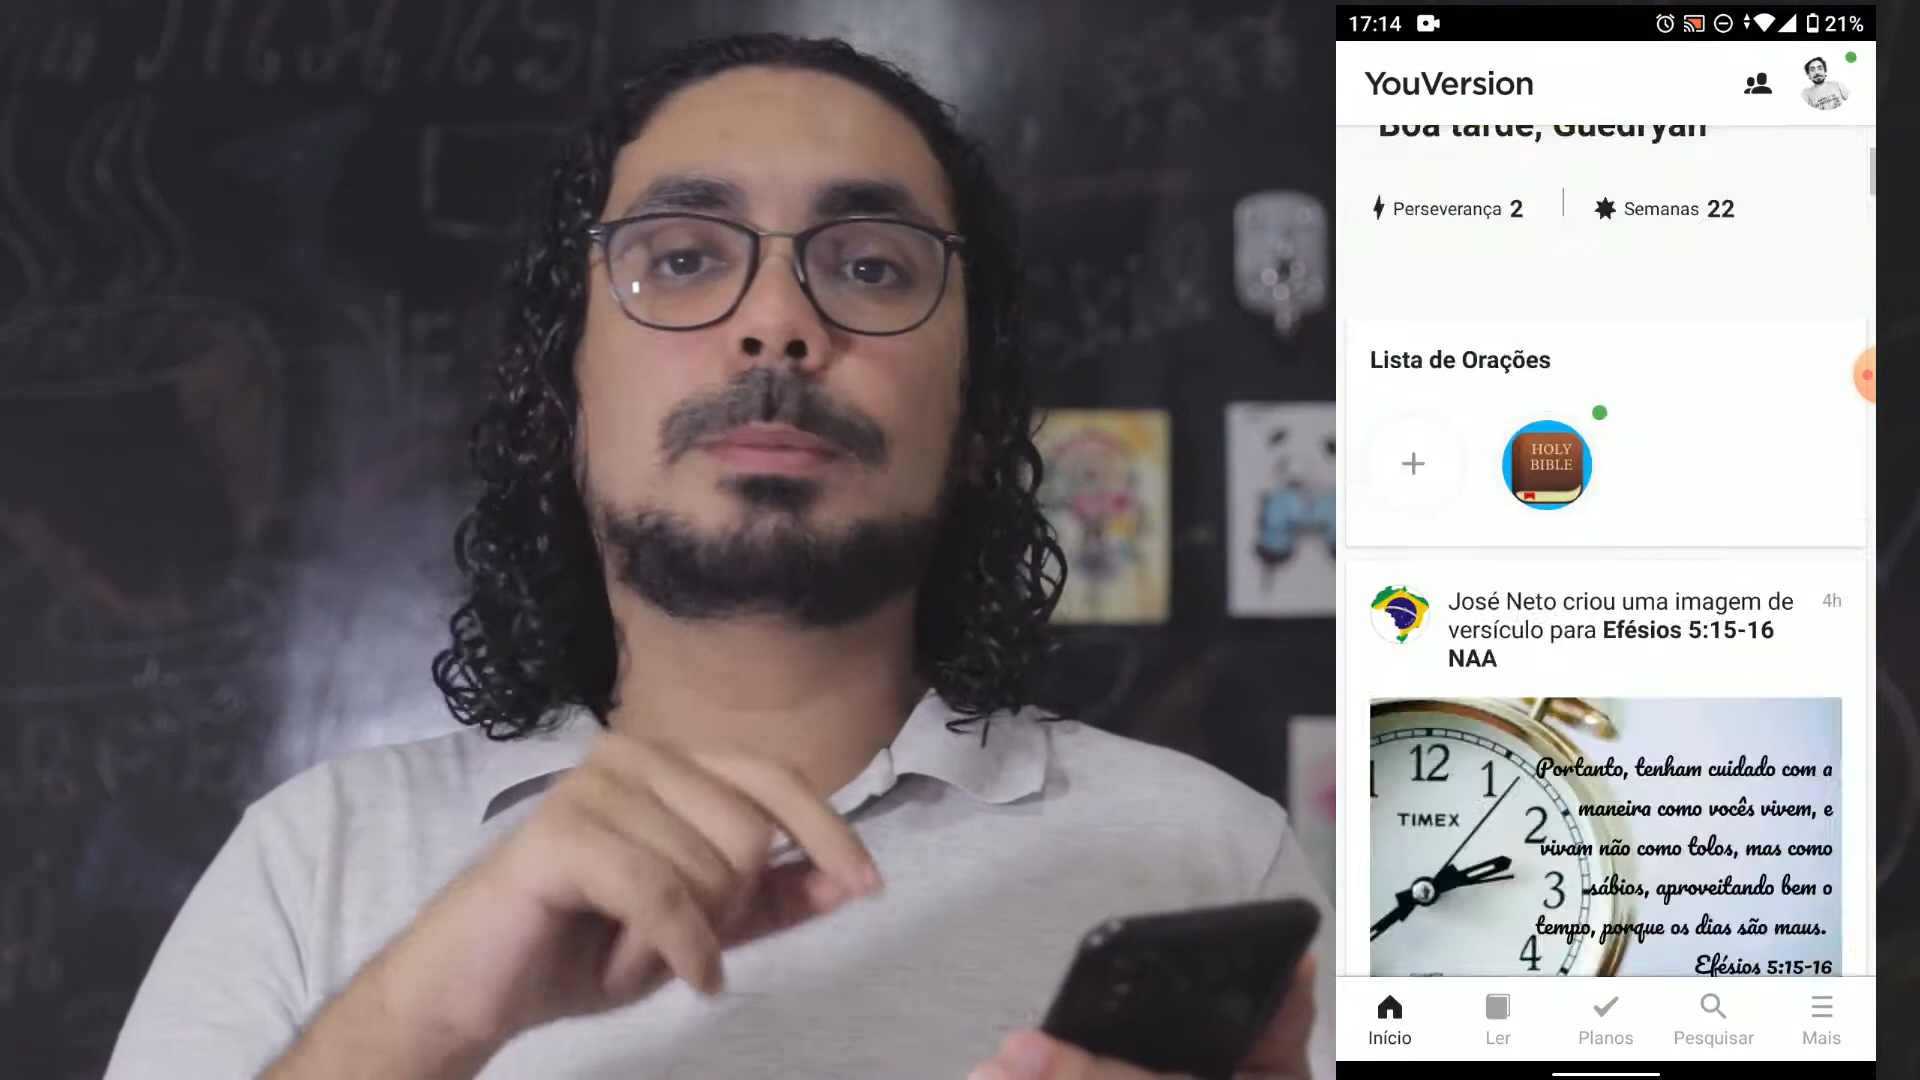 17:14
21%
YouVersion
Boa tarde, Guedryan
Perseverança 2
Semanas 22
Lista de Orações
HOLY
BIBLE
José Neto criou uma imagem de
versículo para Efésios 5:15-16
NAA
4h
12
1
TIMEX
2
3
4
Portanto, tenham cuidado com a
maneira como vocês vivem, e
vivam não como tolos, mas como
sábios, aproveitando bem o
tempo, porque os dias são maus.
Efésios 5:15-16
Início
Ler
Planos
Pesquisar
Mais